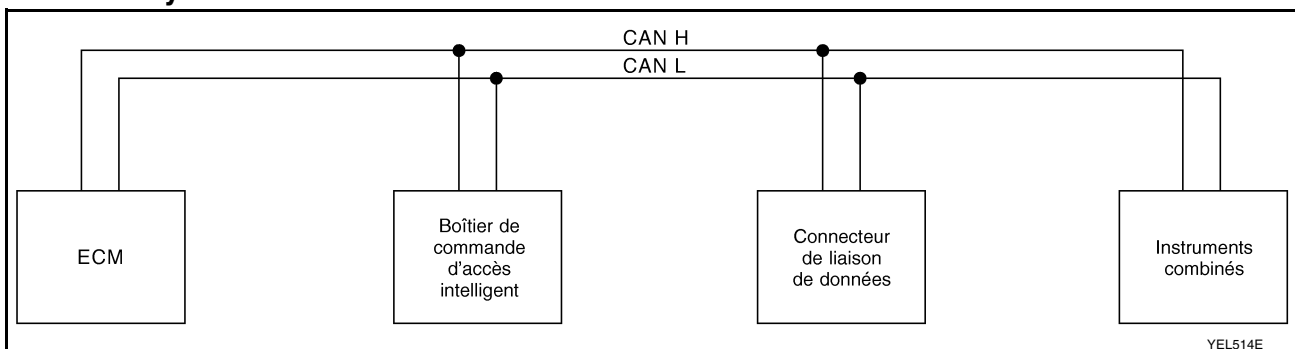 CAN H
CAN L
ECM
Boîtier de
commande
d'accès
intelligent
Connecteur
de liaison
de données
Instruments
combinés
YEL514E